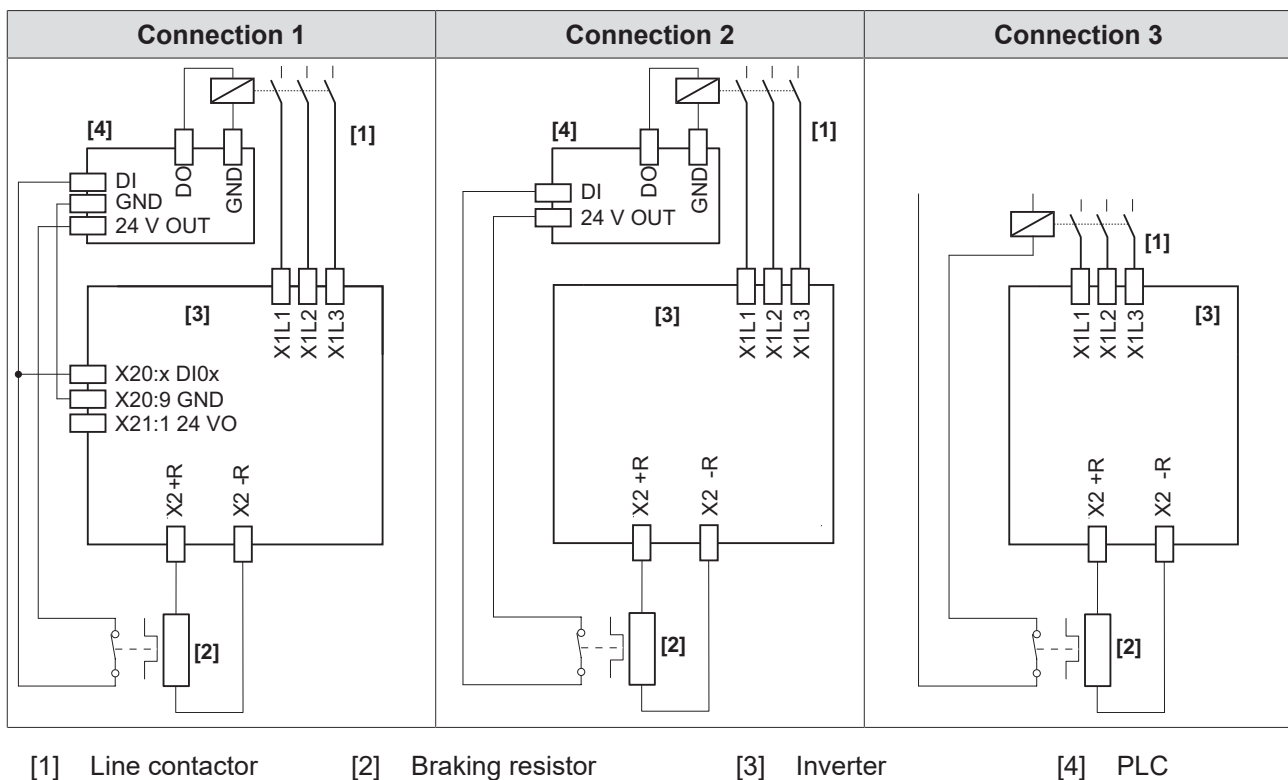 Connection 1
Connection 2
Connection 3
[4]
[1]
DO
GND
DI
GND
24 V OUT
[3]
X1L1
X1L2
X1L3
X20:x DI0x
X20:9 GND
X21:1 24 VO
X2 +R
X2 -R
[2]
[4]
[1]
DO
GND
DI
24 V OUT
[3]
X1L1
X1L2
X1L3
X2 +R
X2 -R
[2]
[1]
X1L1
X1L2
X1L3
[3]
X2 +R
X2 -R
[2]
[1] Line contactor [2] Braking resistor [3] Inverter [4] PLC